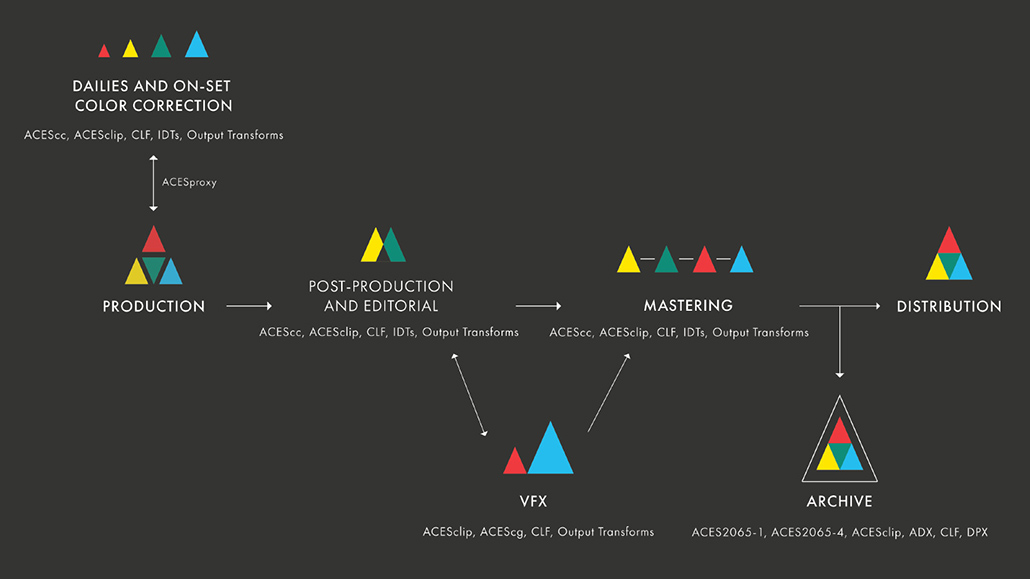 DAILIES AND ON-SET
COLOR CORRECTION
ACEScc, ACESclip, CLF, IDTs, Output Transforms
ACESproxy
PRODUCTION
POST-PRODUCTION
AND EDITORIAL
ACEScc, ACESclip, CLF, IDTs, Output Transforms
MASTERING
ACEScc, ACESclip, CLF, IDTs, Output Transforms
DISTRIBUTION
VFX
ACESclip, ACEScg, CLF, Output Transforms
ARCHIVE
ACES2065-1, ACES2065-4, ACESclip, ADX, CLF, DPX